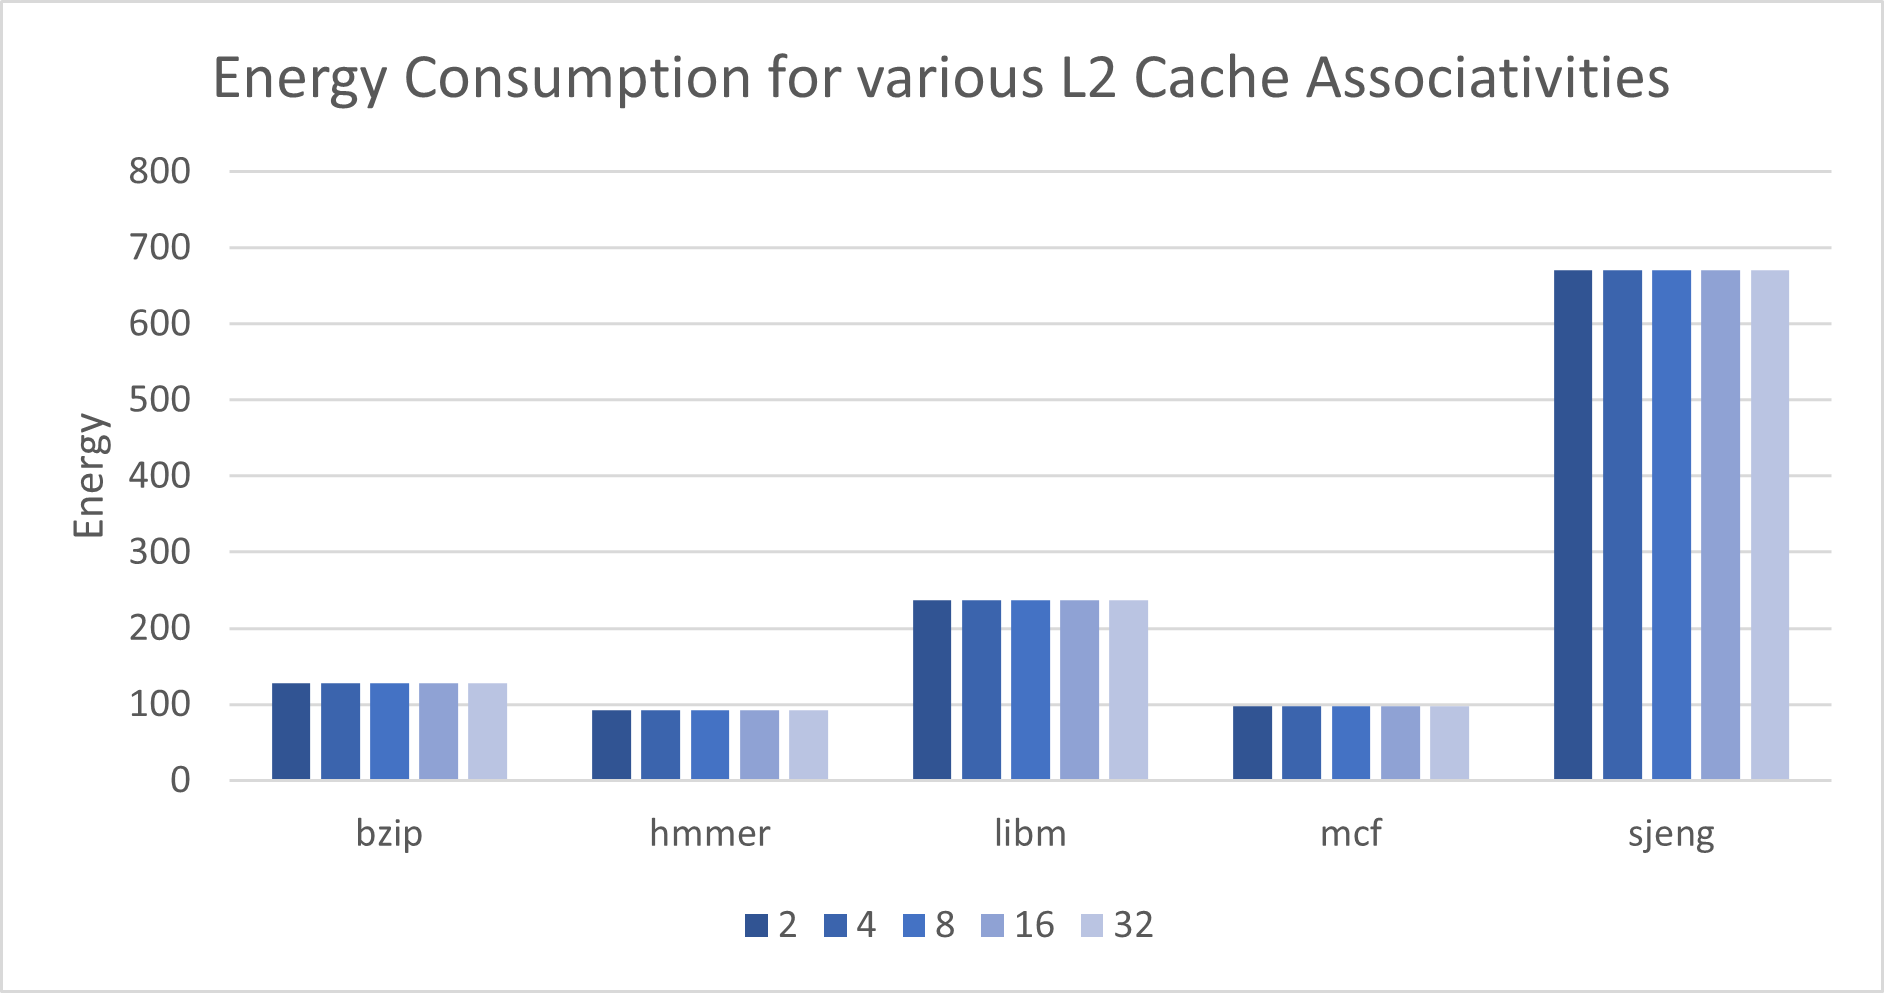 Energy Consumption for various L2 Cache Associativities
800
700
600
500
400
300
200
100
0
Energy
bzip hmmer libm mcf sjeng
2 4 8 16 32